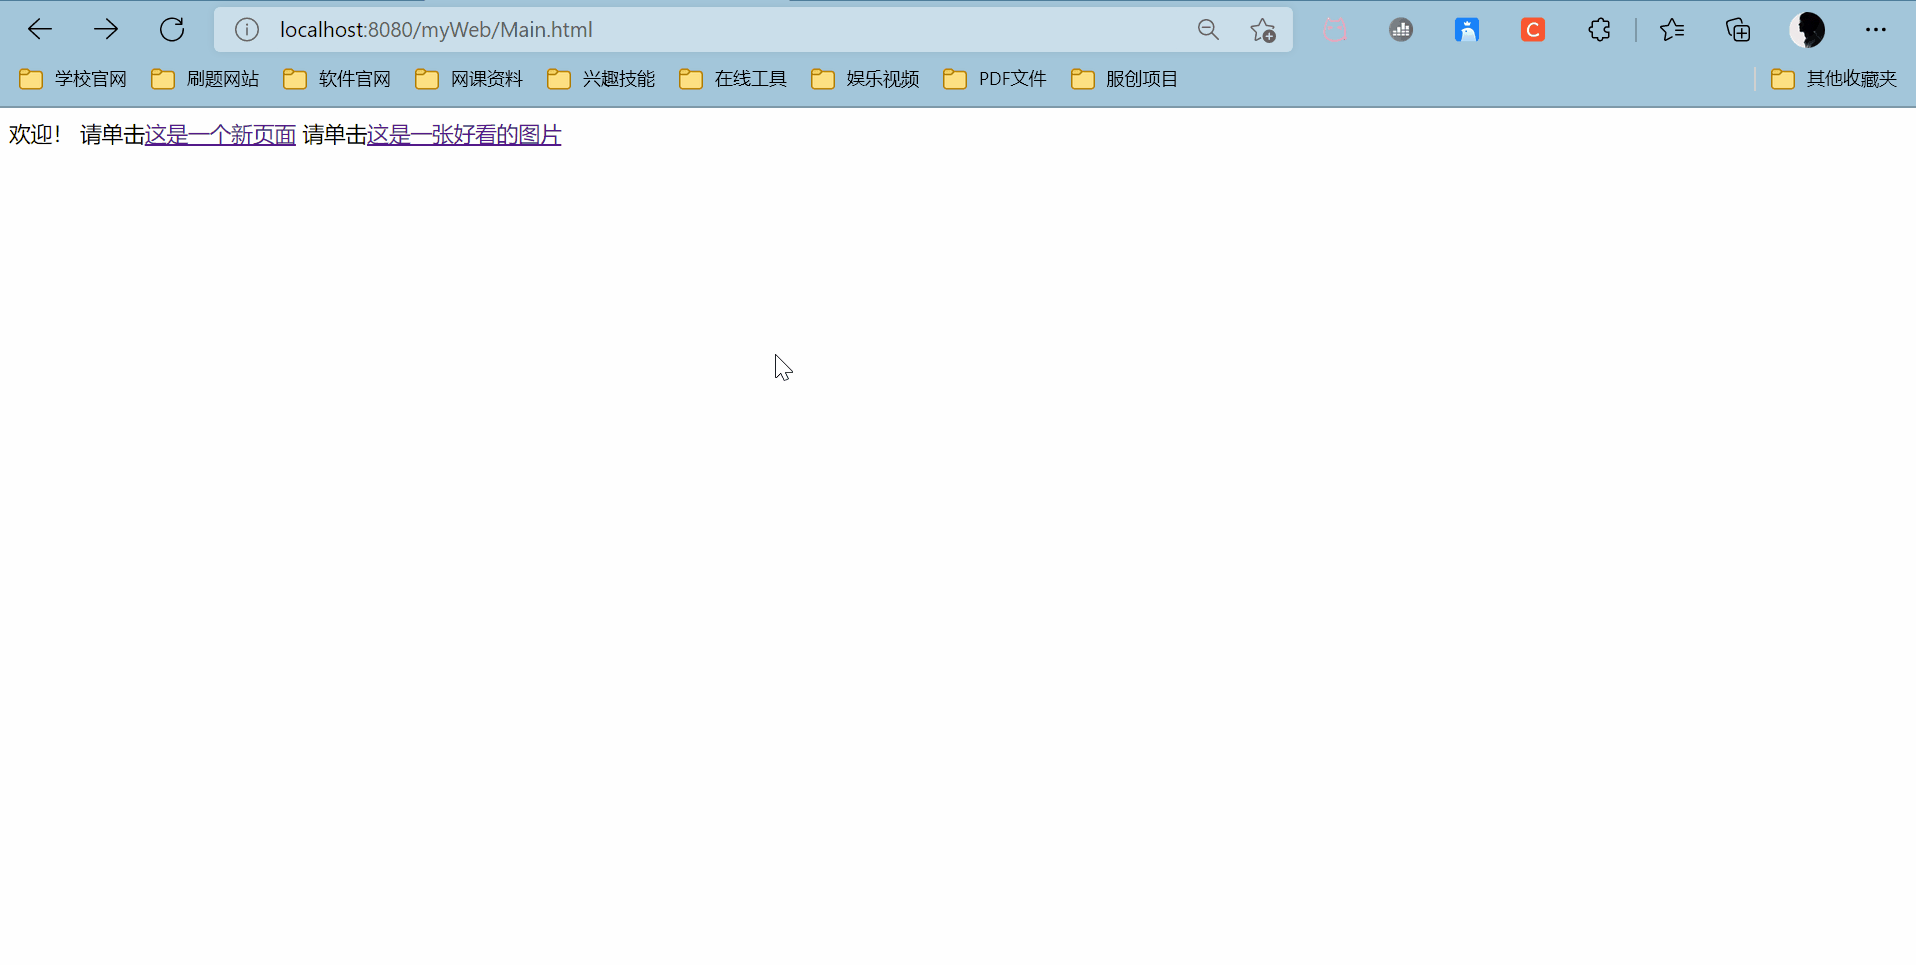 localhost:8080/myWeb/Main.html
学校官网 刷题网站 软件官网 网课资料 兴趣技能 在线工具 娱乐视频 PDF文件 服创项目 其他收藏夹
欢迎！ 请单击这是一个新页面 请单击这是一张好看的图片